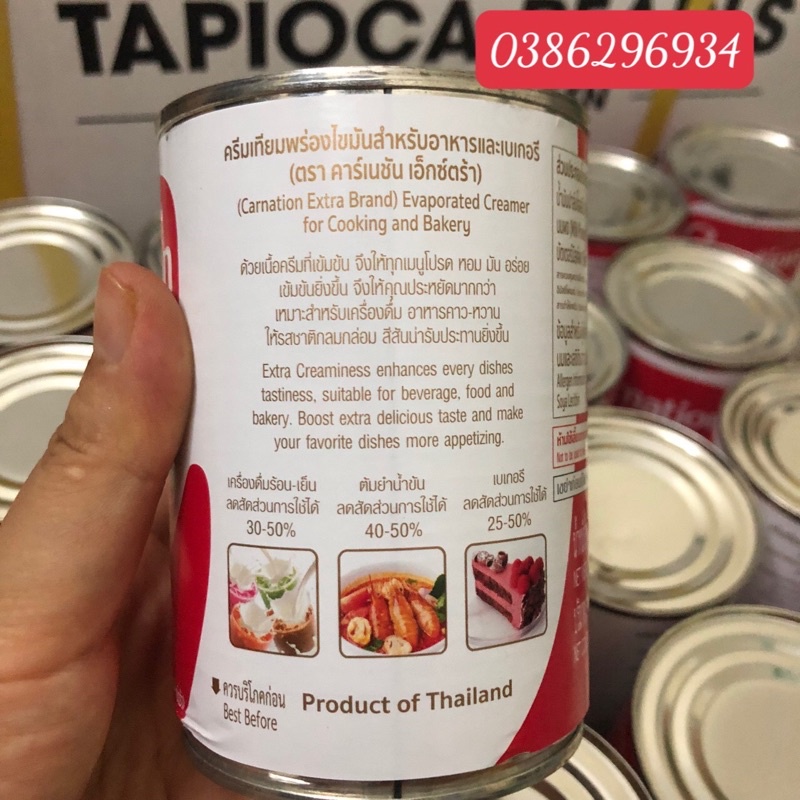 TAPIOCA
0386296934
ครีมเทียมพร่องไขมันสำหรับอาหารและเบเกอรี
(ตรา คาร์เนชัน เอ็กซ์ตร้า)
(Carnation Extra Brand) Evaporated Creamer
for Cooking and Bakery
ด้วยเนื้อครีมที่เข้มข้น จึงให้ทุกเมนูโปรด หอม มัน อร่อย
เข้มข้นยิ่งขึ้น จึงให้คุณประหยัดมากกว่า
เหมาะสำหรับเครื่องดื่ม อาหารคาว-หวาน
ให้รสชาติกลมกล่อม สีสันน่ารับประทานยิ่งขึ้น
Extra Creaminess enhances every dishes
tastiness, suitable for beverage, food and
bakery. Boost extra delicious taste and make
your favorite dishes more appetizing.
เครื่องดื่มร้อน-เย็น
ลดสัดส่วนการใช้ได้
30-50%
ต้มยำน้ำข้น
ลดสัดส่วนการใช้ได้
40-50%
เบเกอรี
ลดสัดส่วนการใช้ได้
25-50%
ควรบริโภคก่อน
Best Before
Product of Thailand